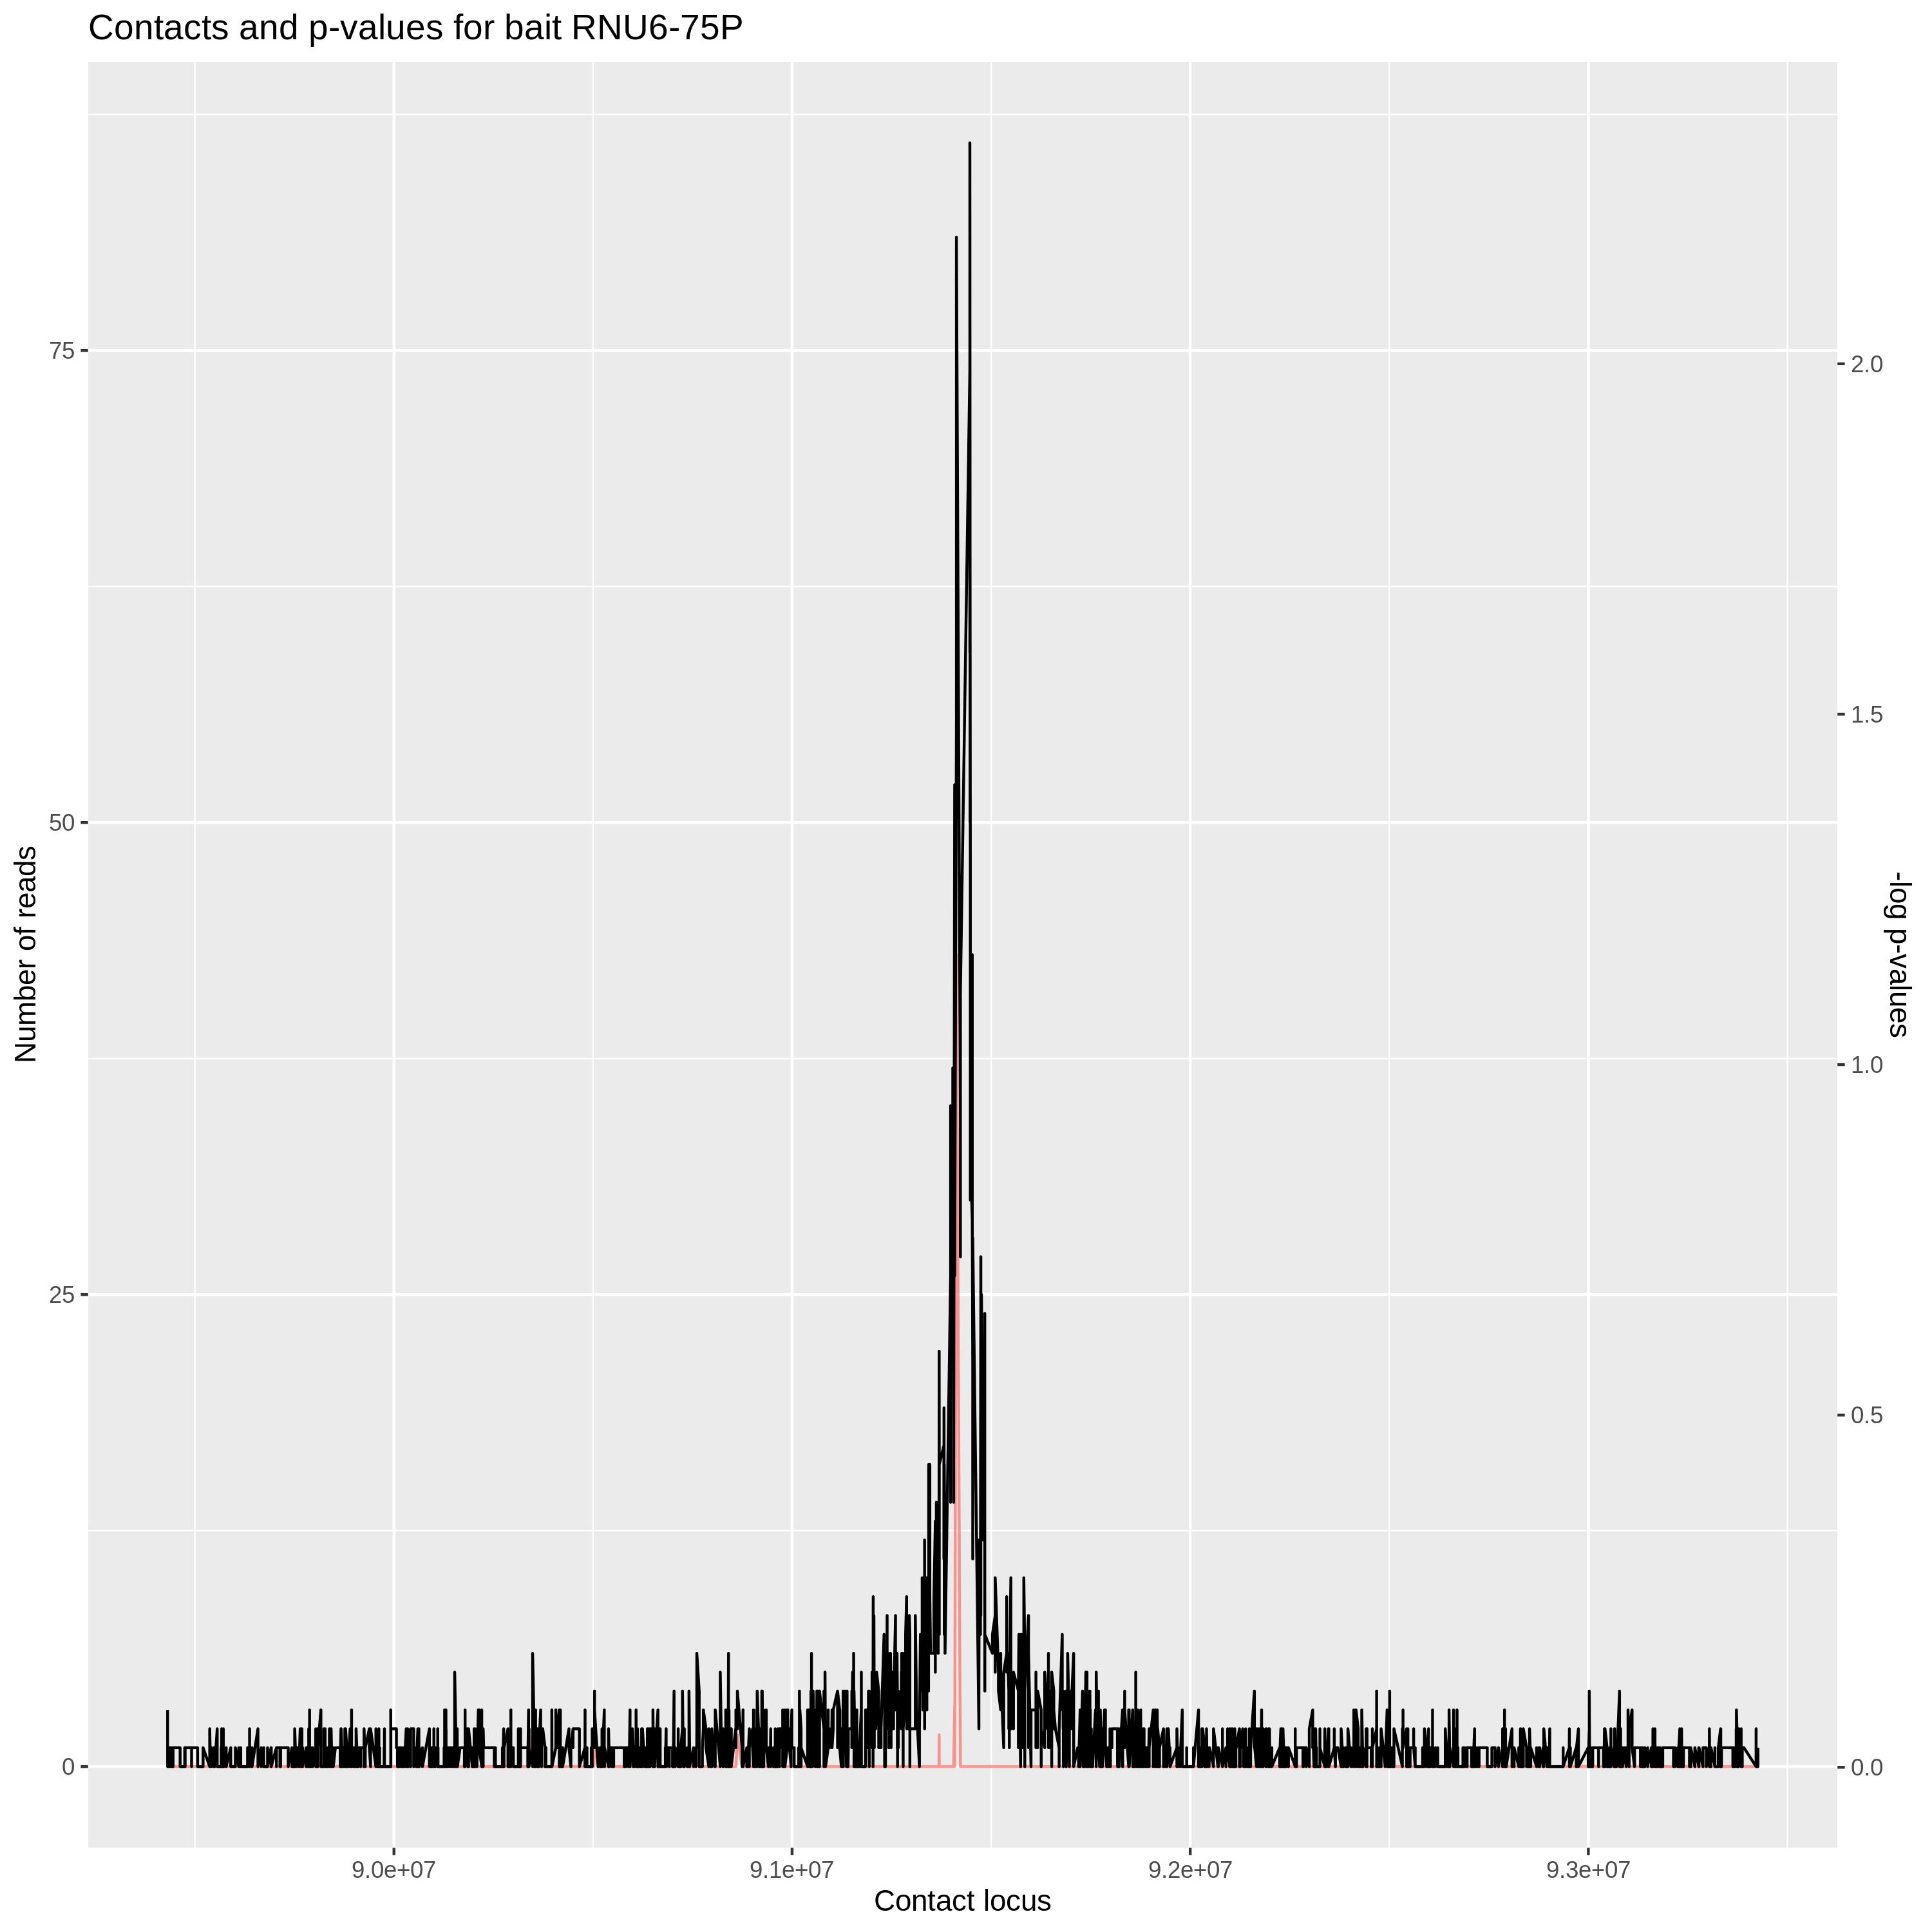 Contacts and p-values for bait RNU6-75P
75
50
25
0
Number of reads
2.0
1.5
1.0
0.5
0.0
-log p-values
9.0e+07
9.1e+07
9.2e+07
9.3e+07
Contact locus